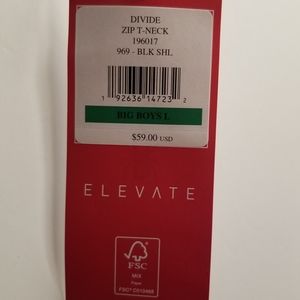 DIVIDE
ZIP T-NECK
196017
969 - BLK SHL
1 92636 14723 2
BIG BOYS L
$59.00 USD
ELEVATE
FSC
MIX
Paper